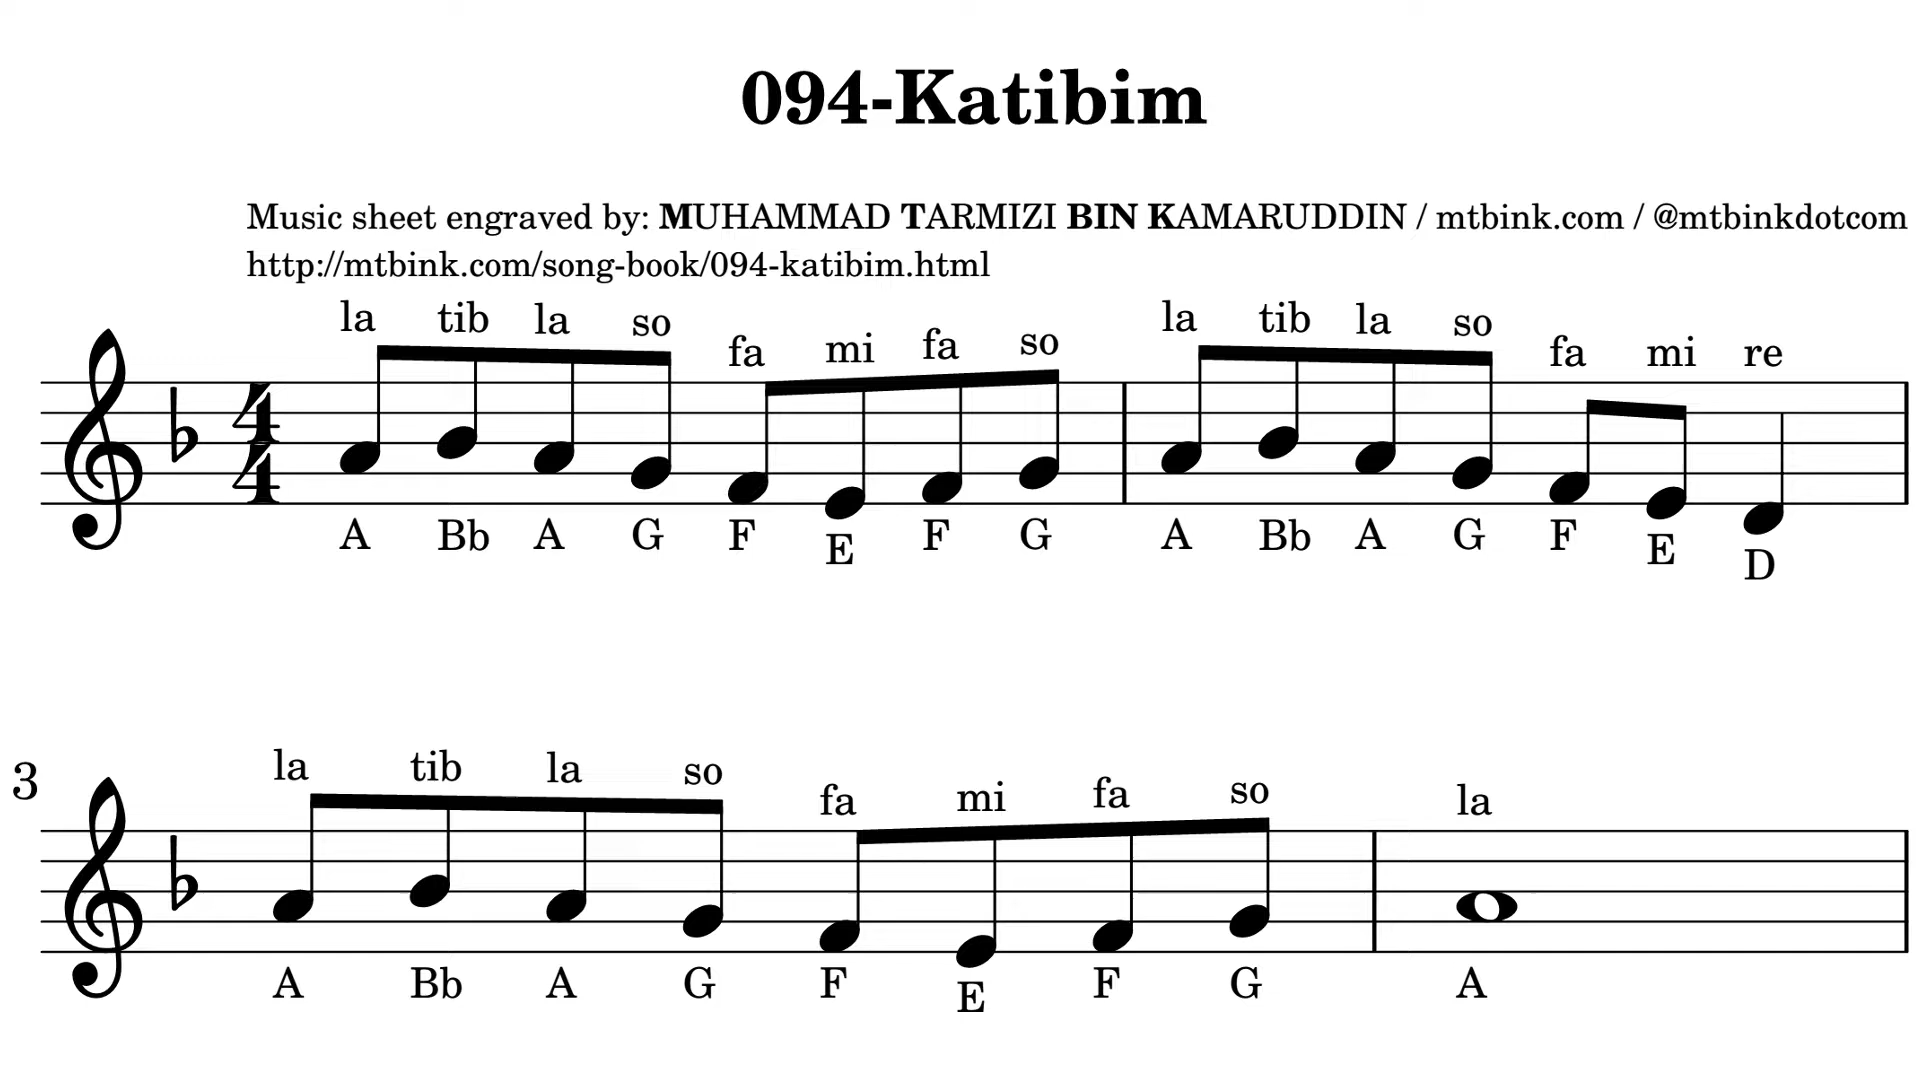 094-Katibim
Music sheet engraved by: MUHAMMAD TARMIZI BIN KAMARUDDIN / mtbink.com / @mtbinkdotcom
http://mtbink.com/song-book/094-katibim.html
la tib la so fa mi fa so la tib la so fa mi re
4
4
A Bb A G F E F G A Bb A G F E D
3
la tib la so fa mi fa so la
A Bb A G F E F G A